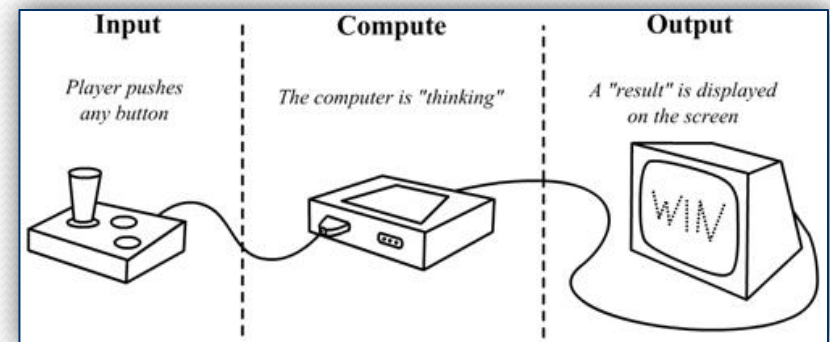 Input
Player pushes
any button
Compute
The computer is "thinking"
Output
A "result" is displayed
on the screen
WIN